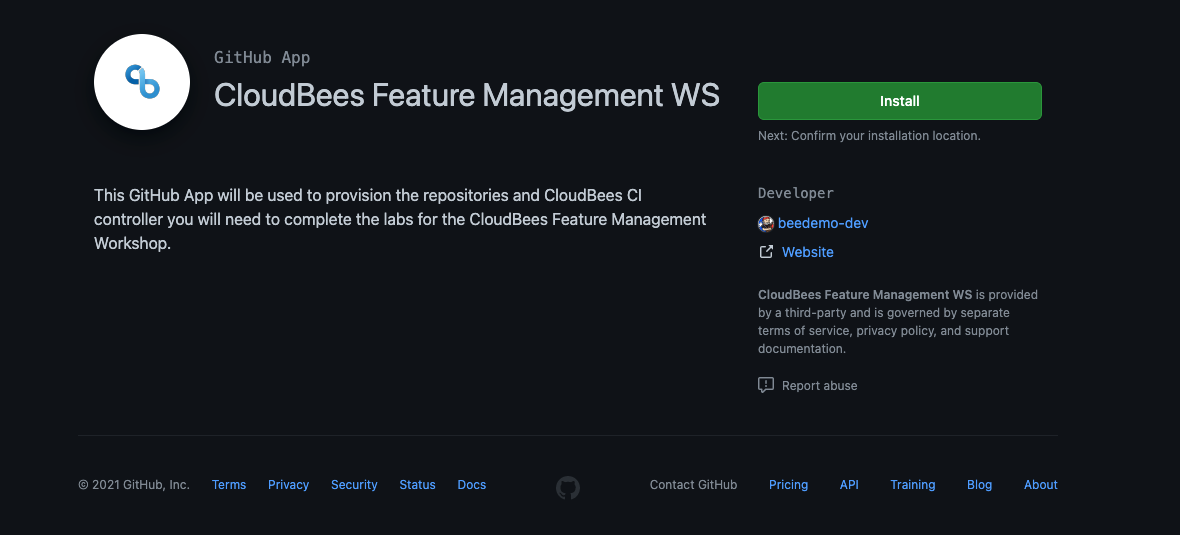 GitHub App
CloudBees Feature Management WS
Install
Next: Confirm your installation location.
This GitHub App will be used to provision the repositories and CloudBees CI
controller you will need to complete the labs for the CloudBees Feature Management
Workshop.
Developer
beedemo-dev
Website
CloudBees Feature Management WS is provided
by a third-party and is governed by separate
terms of service, privacy policy, and support
documentation.
Report abuse
© 2021 GitHub, Inc. Terms Privacy Security Status Docs Contact GitHub Pricing API Training Blog About